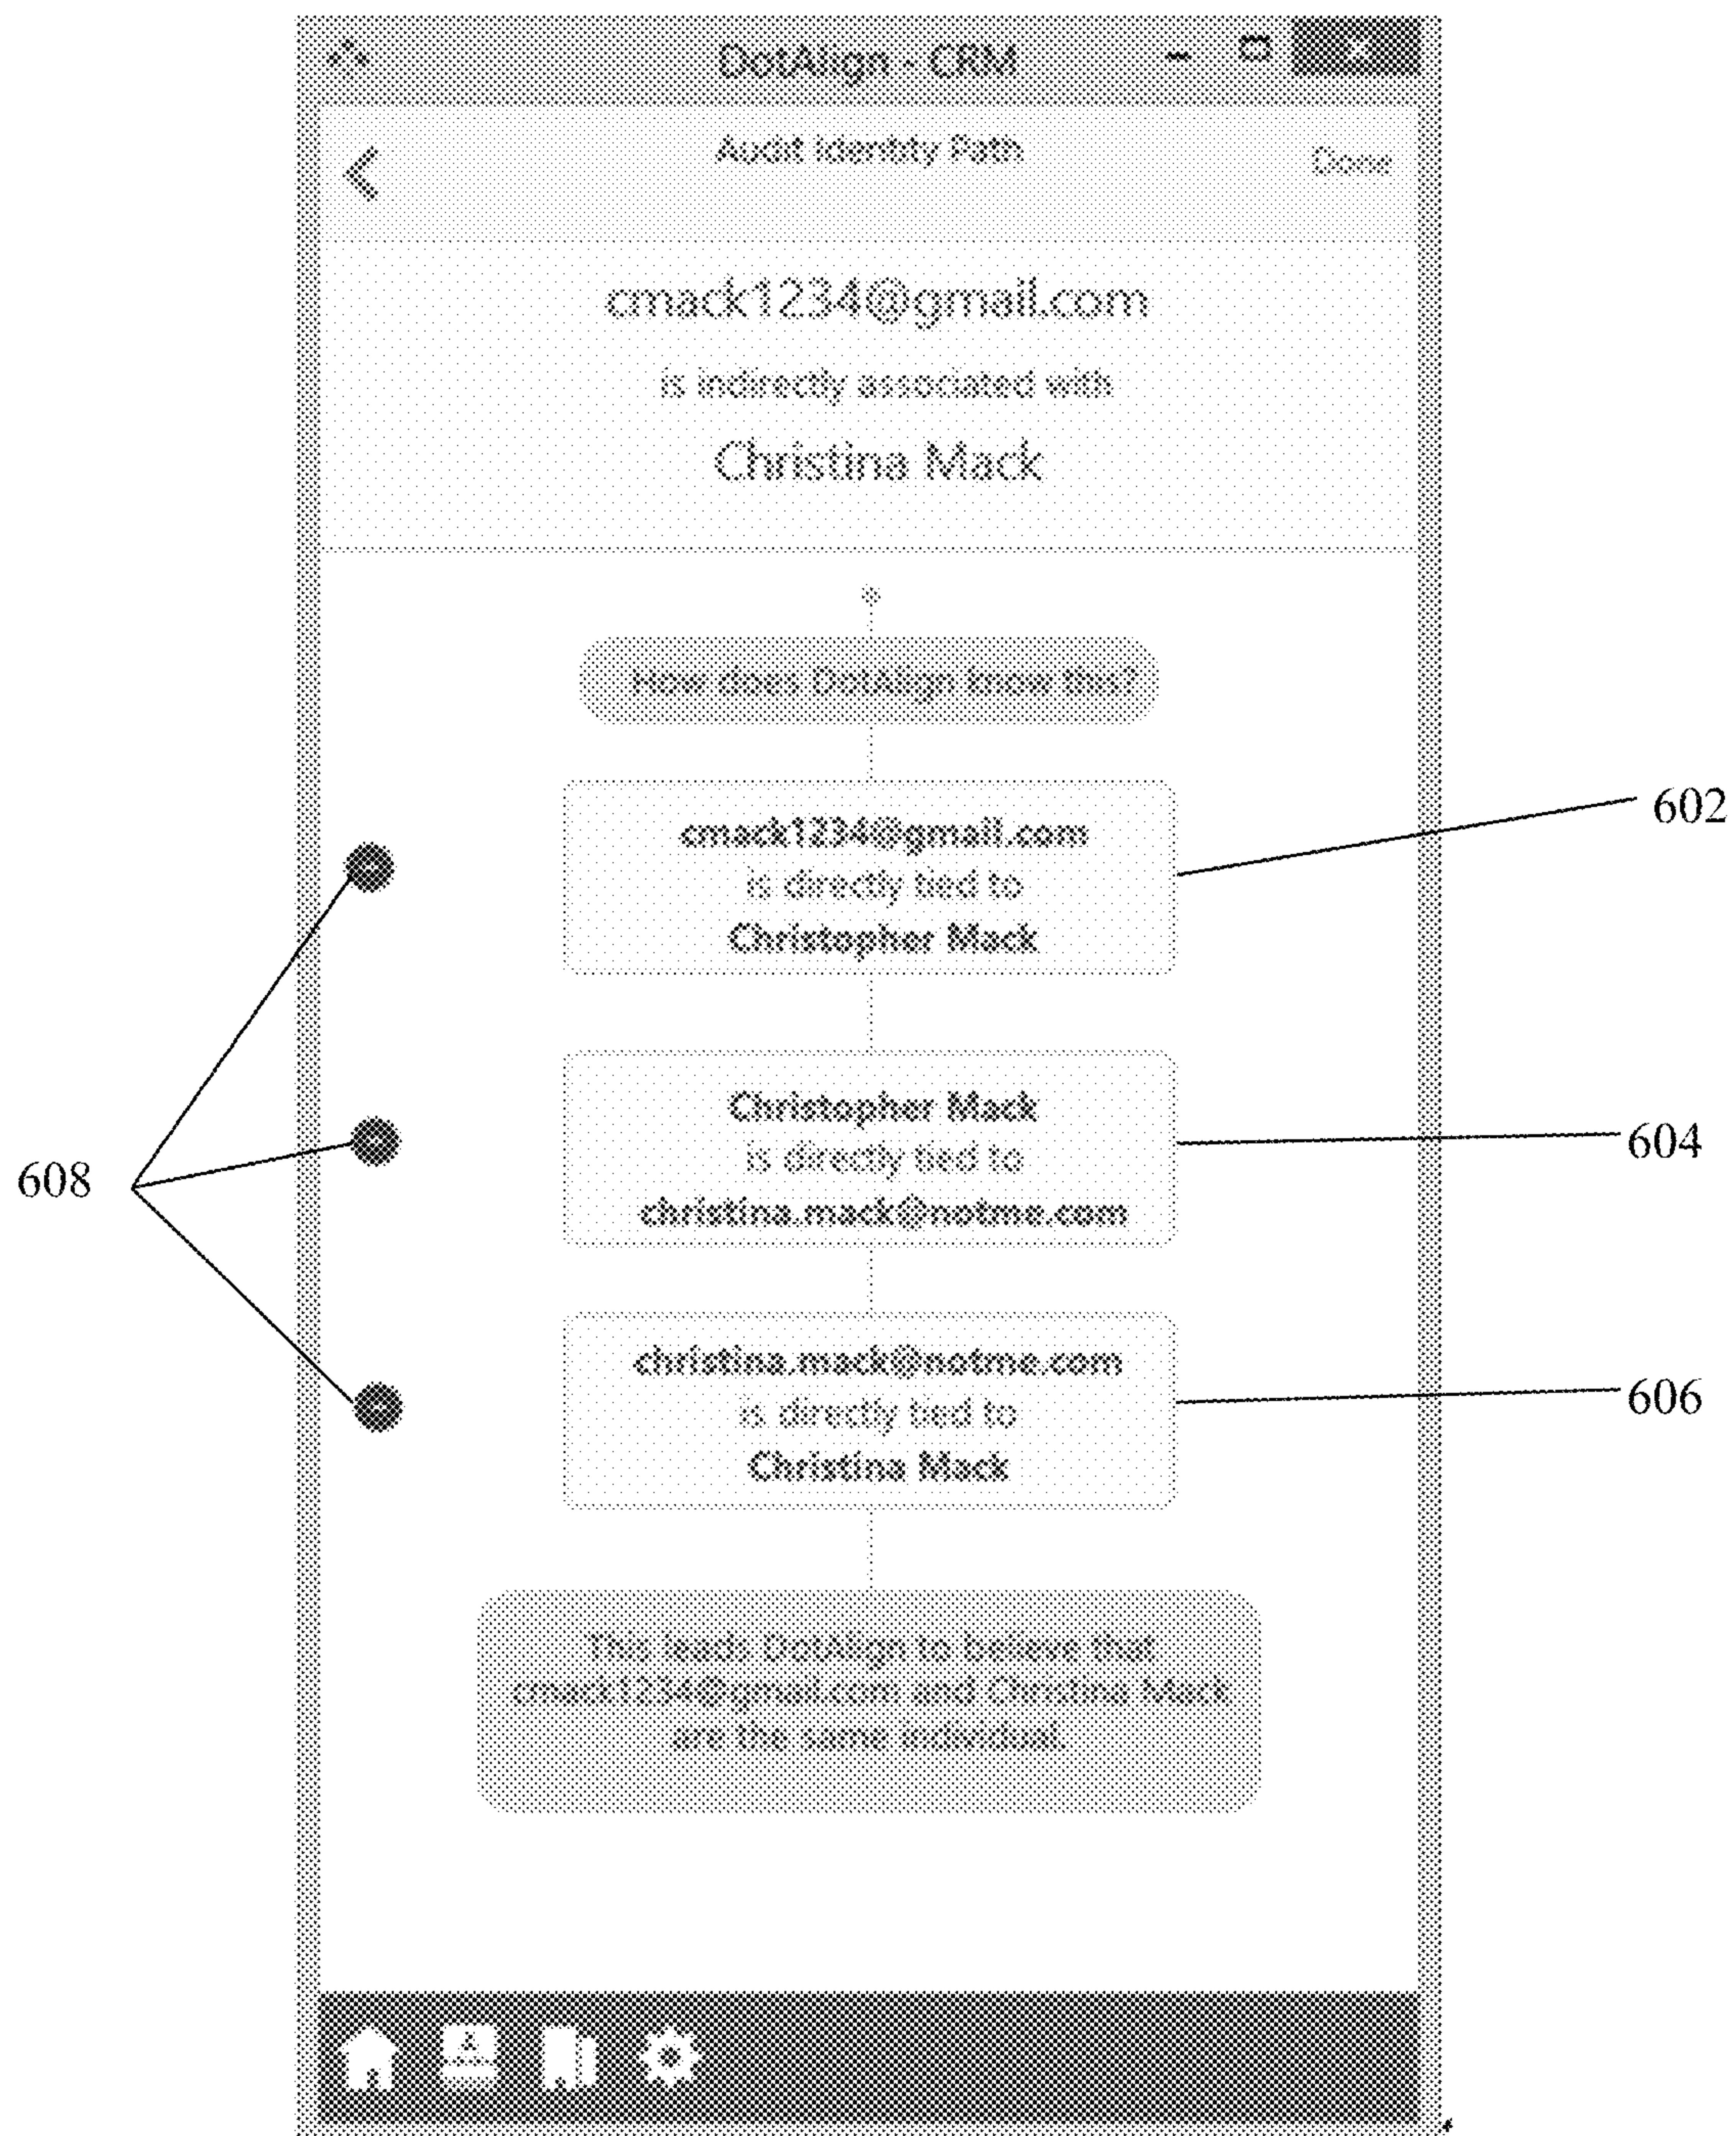 DotAlign - CRM
Audit Identity Path
Done
cmack1234@gmail.com
is indirectly associated with
Christina Mack
How does DotAlign know this?
cmack1234@gmail.com
is directly tied to
Christopher Mack
602
Christopher Mack
is directly tied to
christina.mack@notme.com
604
608
christina.mack@notme.com
is directly tied to
Christina Mack
606
This leads DotAlign to believe that
cmack1234@gmail.com and Christina Mack
are the same individual.